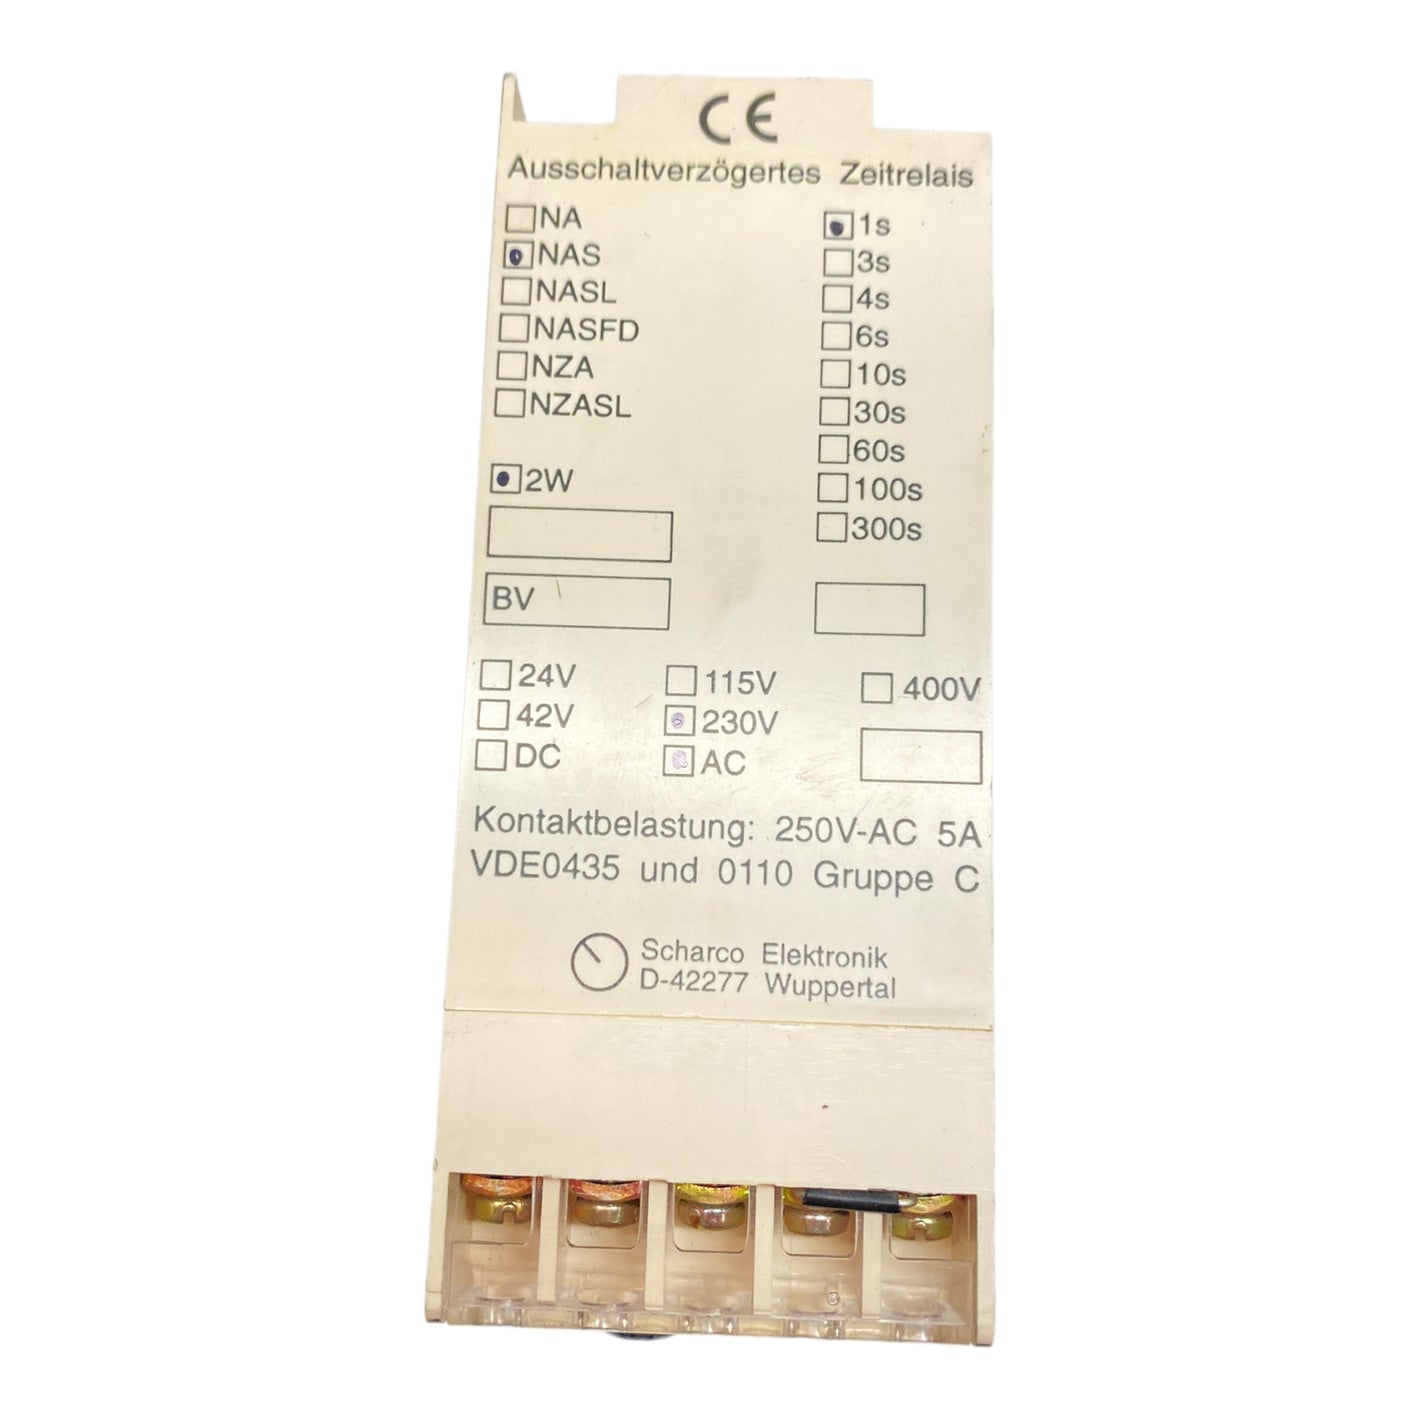 CE
Ausschaltverzögertes Zeitrelais
NA
NAS
NASL
NASFD
NZA
NZASL
2W
BV
1s
3s
4s
6s
10s
30s
60s
100s
300s
24V 115V 400V
42V 230V
DC AC
Kontaktbelastung: 250V-AC 5A
VDE0435 und 0110 Gruppe C
Scharco Elektronik
D-42277 Wuppertal